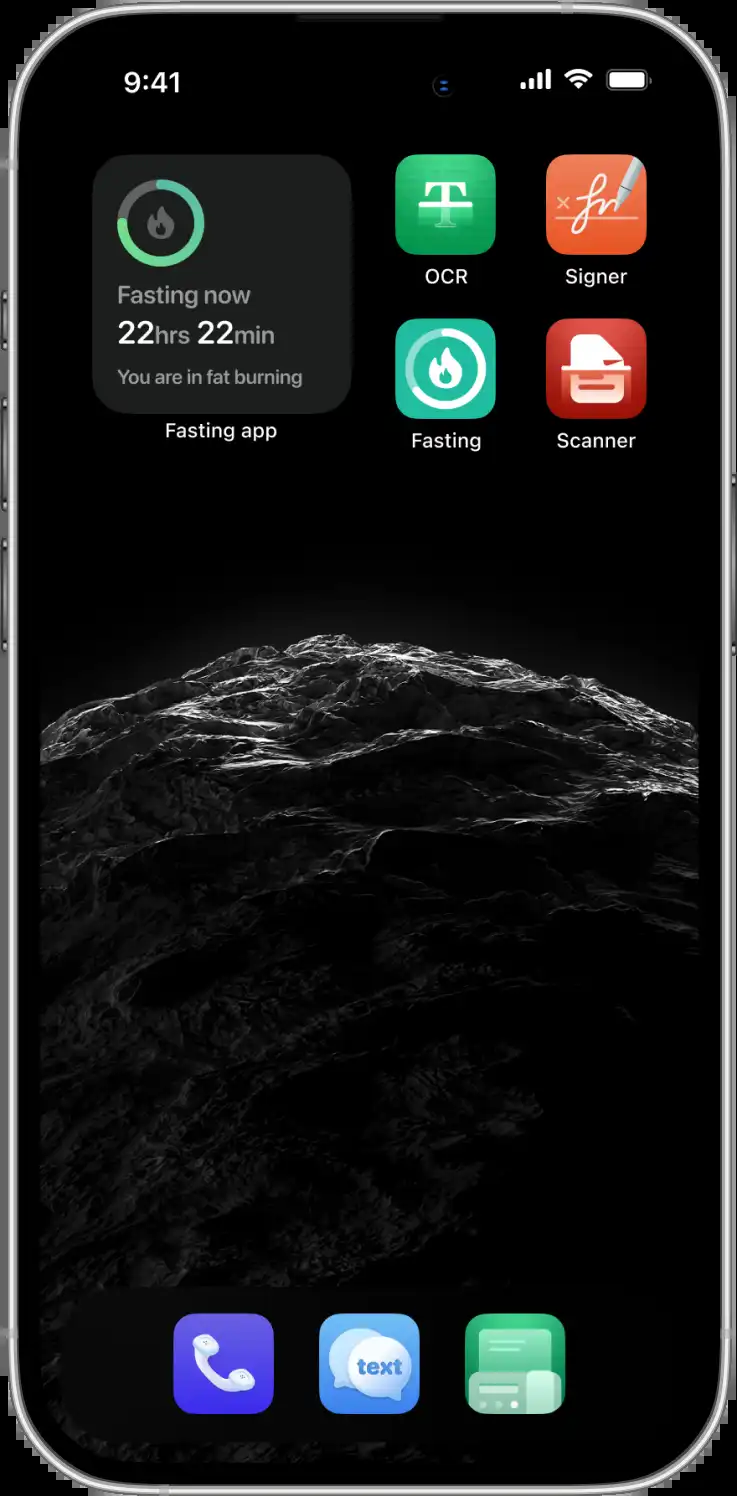 9:41
Fasting now
22hrs 22min
You are in fat burning
Fasting app
T
OCR
Signer
Fasting
Scanner
text